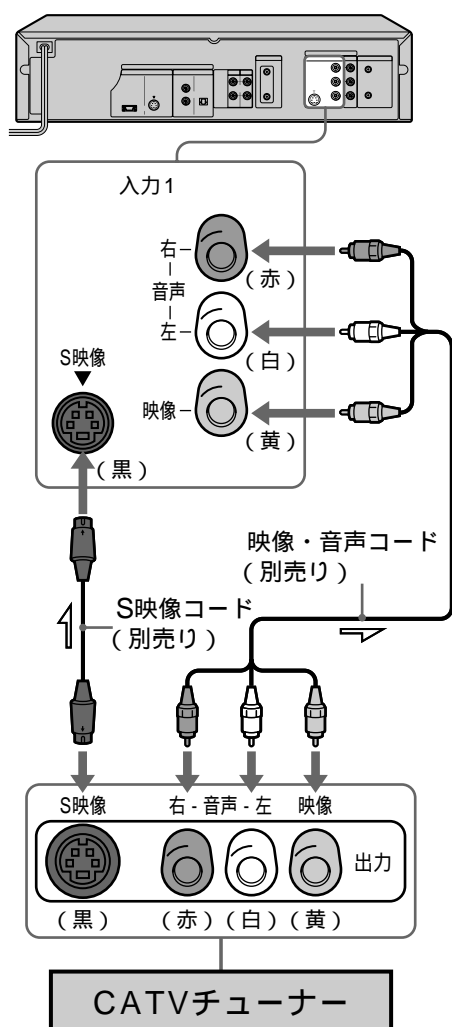 入力1
右
(赤)
音声
左
(白)
S映像
映像
(黄)
(黒)
映像・音声コード
(別売り)
S映像コード
(別売り)
S映像 右 - 音声 - 左 映像
出力
(黒) (赤) (白) (黄)
CATVチューナー